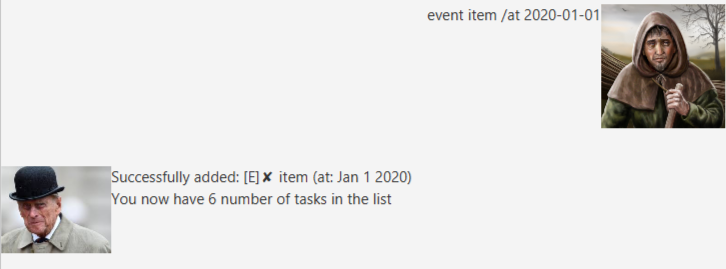 event item /at 2020-01-01
Successfully added: [E]✘ item (at: Jan 1 2020)
You now have 6 number of tasks in the list